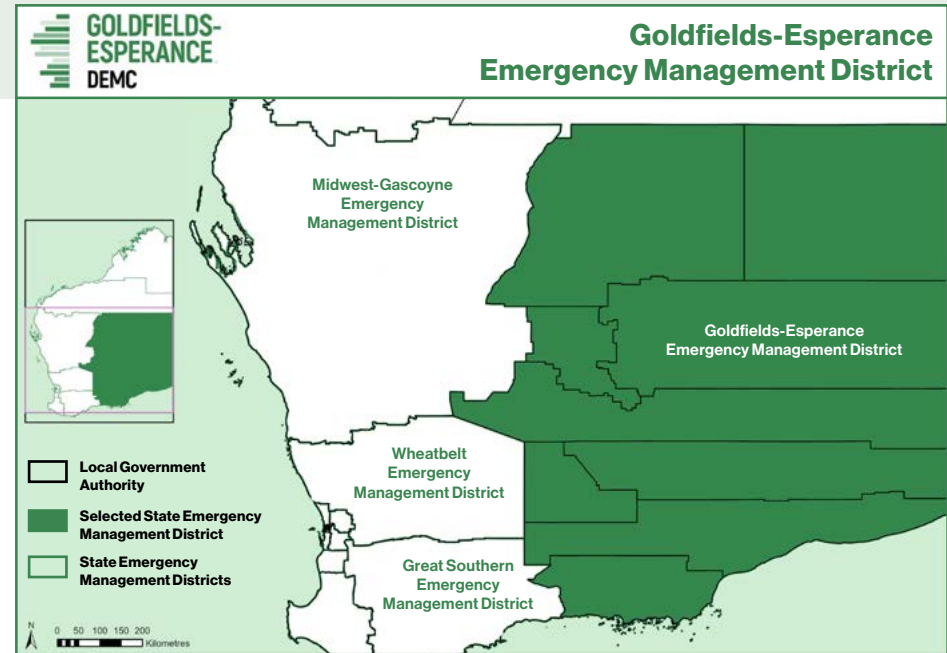 GOLDFIELDS-
ESPERANCE
DEMC
Goldfields-Esperance
Emergency Management District
Midwest-Gascoyne
Emergency
Management District
Goldfields-Esperance
Emergency Management District
Wheatbelt
Emergency
Management District
Great Southern
Emergency
Management District
Local Government
Authority
Selected State Emergency
Management District
State Emergency
Management Districts
N
0 50 100 150 200
Kilometres